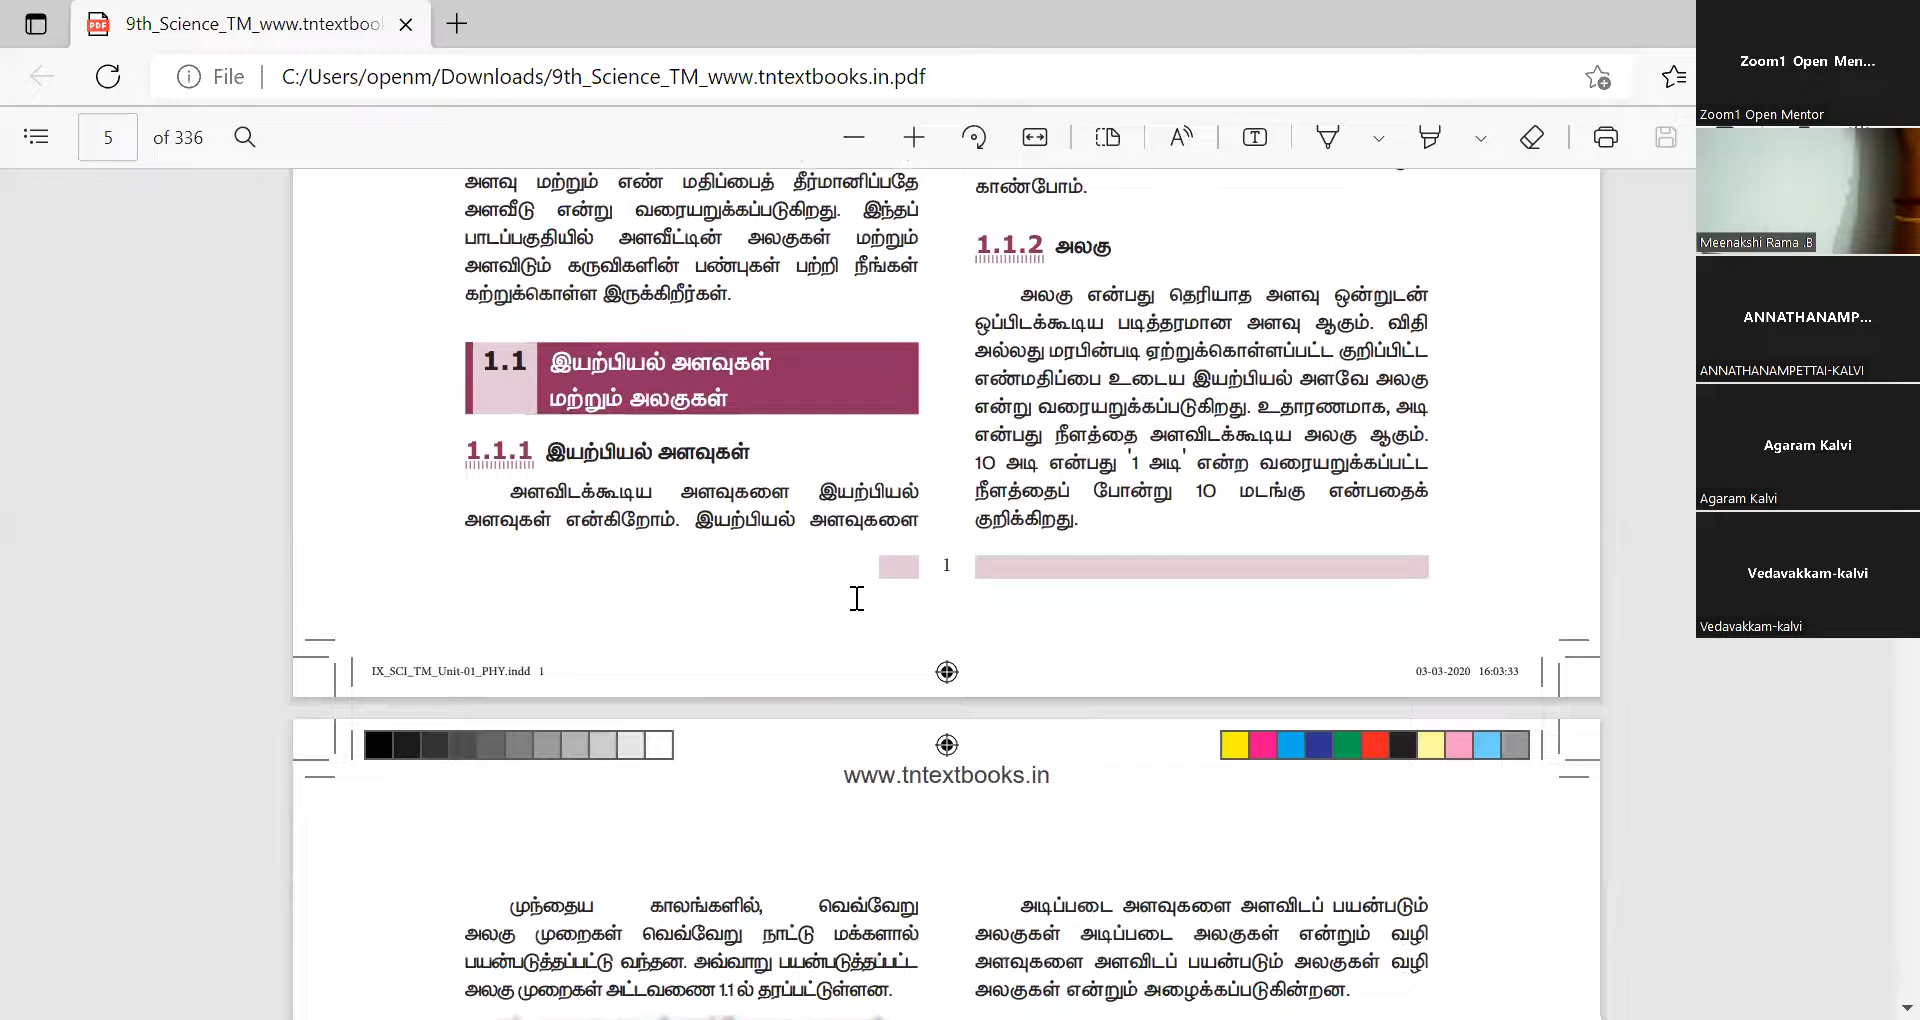 9th_Science_TM_www.tntextboo
File
C:/Users/openm/Downloads/9th_Science_TM_www.tntextbooks.in.pdf
5 of 336
அளவு மற்றும் எண் மதிப்பைத் தீர்மானிப்பதே
அளவீடு என்று வரையறுக்கப்படுகிறது. இந்தப்
பாடப்பகுதியில் அளவீட்டின் அலகுகள் மற்றும்
அளவிடும் கருவிகளின் பண்புகள் பற்றி நீங்கள்
கற்றுக்கொள்ள இருக்கிறீர்கள்.
1.1 இயற்பியல் அளவுகள்
மற்றும் அலகுகள்
1.1.1 இயற்பியல் அளவுகள்
அளவிடக்கூடிய அளவுகளை இயற்பியல்
அளவுகள் என்கிறோம். இயற்பியல் அளவுகளை
காண்போம்.
1.1.2 அலகு
அலகு என்பது தெரியாத அளவு ஒன்றுடன்
ஒப்பிடக்கூடிய படித்தரமான அளவு ஆகும். விதி
அல்லது மரபின்படி ஏற்றுக்கொள்ளப்பட்ட குறிப்பிட்ட
எண்மதிப்பை உடைய இயற்பியல் அளவே அலகு
என்று வரையறுக்கப்படுகிறது. உதாரணமாக, அடி
என்பது நீளத்தை அளவிடக்கூடிய அலகு ஆகும்.
10 அடி என்பது '1 அடி' என்ற வரையறுக்கப்பட்ட
நீளத்தைப் போன்று 10 மடங்கு என்பதைக்
குறிக்கிறது.
1
IX_SCI_TM_Unit-01_PHY.indd 1
03-03-2020 16:03:33
www.tntextbooks.in
முந்தைய காலங்களில், வெவ்வேறு
அலகு முறைகள் வெவ்வேறு நாட்டு மக்களால்
பயன்படுத்தப்பட்டு வந்தன. அவ்வாறு பயன்படுத்தப்பட்ட
அலகு முறைகள் அட்டவணை 1.1 ல் தரப்பட்டுள்ளன.
அடிப்படை அளவுகளை அளவிடப் பயன்படும்
அலகுகள் அடிப்படை அலகுகள் என்றும் வழி
அளவுகளை அளவிடப் பயன்படும் அலகுகள் வழி
அலகுகள் என்றும் அழைக்கப்படுகின்றன.
Zoom1 Open Men...
Zoom1 Open Mentor
Meenakshi Rama .B
ANNATHANAMP...
ANNATHANAMPETTAI-KALVI
Agaram Kalvi
Agaram Kalvi
Vedavakkam-kalvi
Vedavakkam-kalvi